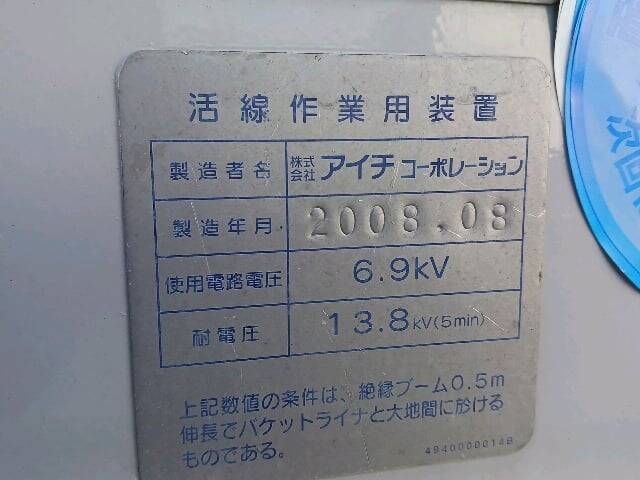 活線作業用装置
製造者名 株式会社 アイチ コーポレーション
製造年月 2008.08
使用電路電圧 6.9kV
耐電圧 13.8kV(5min)
上記数値の条件は、絶縁ブーム0.5m
伸長でバケットライナと大地間に於ける
ものである。
494000014B
次回